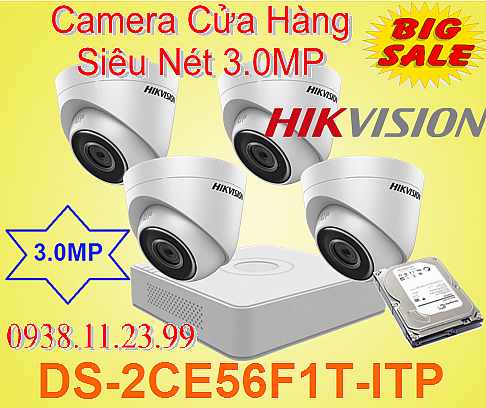 Camera Cửa Hàng
Siêu Nét 3.0MP
BIG
SALE
HIKVISION
HIKVISION
HIKVISION
HIKVISION
HIKVISION
3.0MP
0938.11.23.99
DS-2CE56F1T-ITP